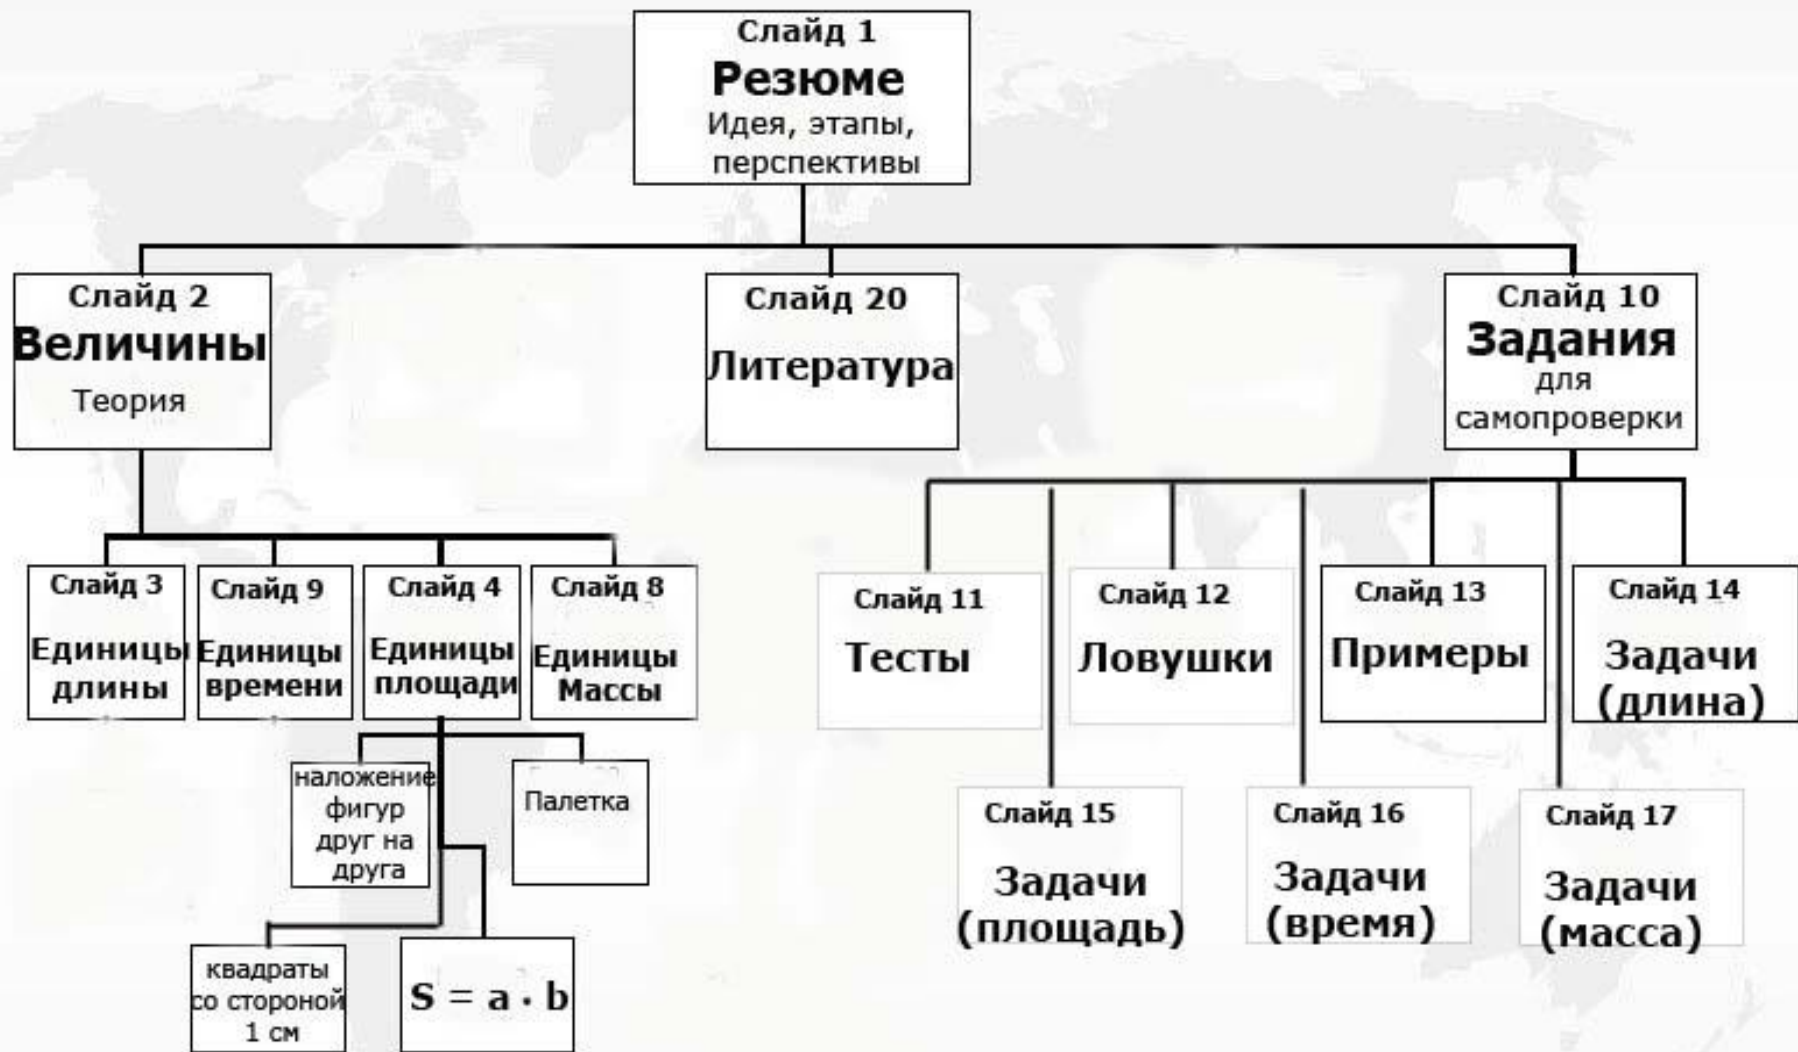 Слайд 1
Резюме
Идея, этапы,
перспективы
Слайд 2
Величины
Теория
Слайд 20
Литература
Слайд 10
Задания
для
самопроверки
Слайд 3
Единицы
длины
Слайд 9
Единицы
времени
Слайд 4
Единицы
площади
Слайд 8
Единицы
Массы
Слайд 11
Тесты
Слайд 12
Ловушки
Слайд 13
Примеры
Слайд 14
Задачи
(длина)
наложение
фигур
друг на
друга
Палетка
Слайд 15
Задачи
(площадь)
Слайд 16
Задачи
(время)
Слайд 17
Задачи
(масса)
квадраты
со стороной
1 см
S = a · b